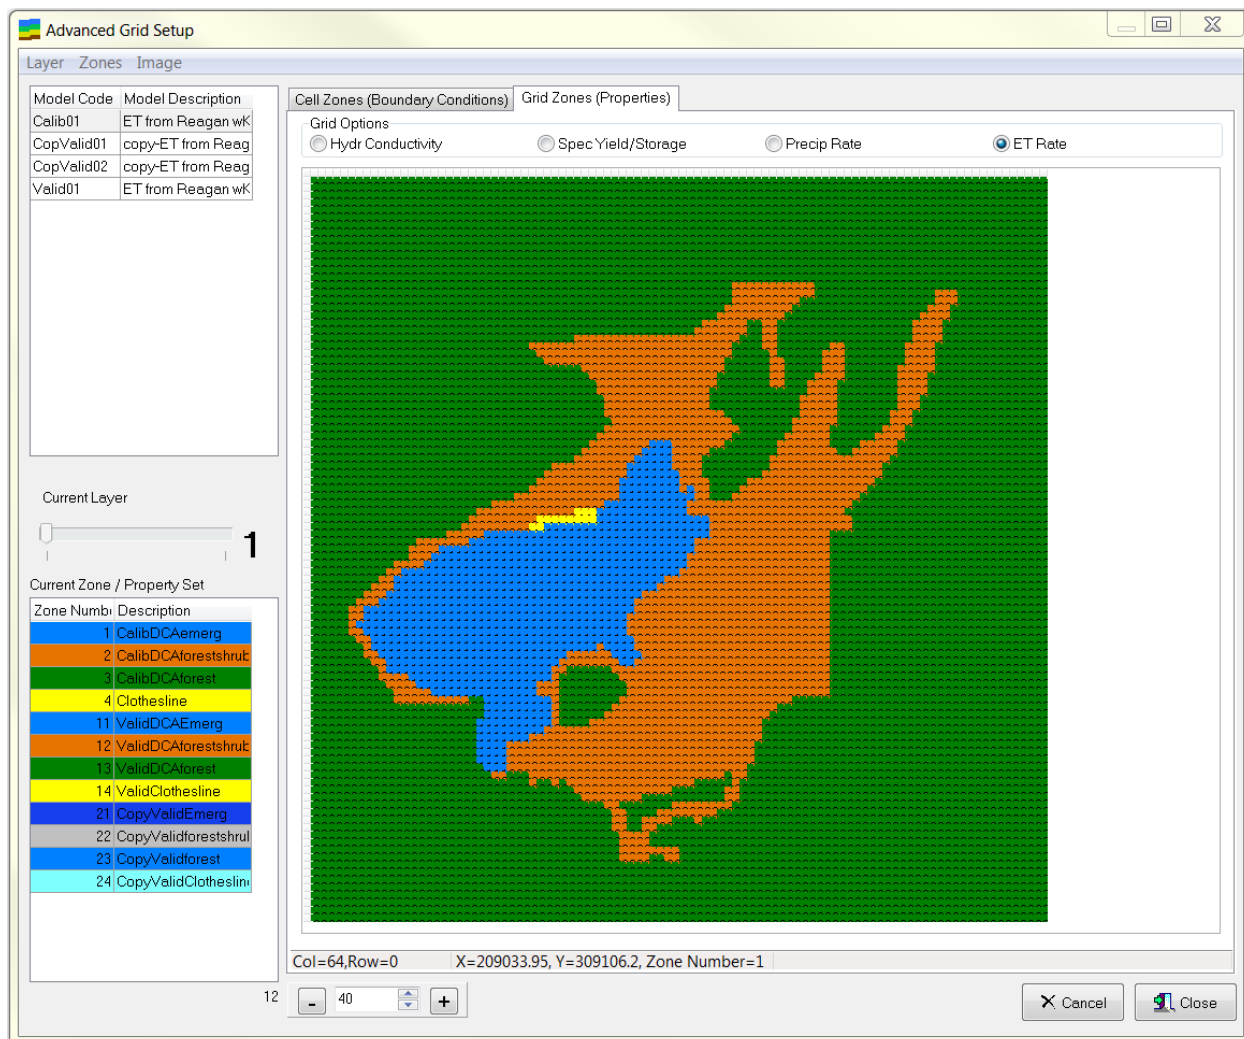 Advanced Grid Setup
Layer Zones Image
Model Code Model Description
Calib01 ET from Reagan wK
CopValid01 copy-ET from Reag
CopValid02 copy-ET from Reag
Valid01 ET from Reagan wK
Cell Zones (Boundary Conditions) Grid Zones (Properties)
Grid Options
Hydr Conductivity Spec Yield/Storage Precip Rate ET Rate
Current Layer
1
Current Zone / Property Set
Zone Numb Description
1 CalibDCAemerg
2 CalibDCAforestshrub
3 CalibDCAforest
4 Clothesline
11 ValidDCAEmerg
12 ValidDCAforestshrub
13 ValidDCAforest
14 ValidClothesline
21 CopyValidEmerg
22 CopyValidforestshrul
23 CopyValidforest
24 CopyValidClotheslin
Col=64,Row=0 X=209033.95, Y=309106.2, Zone Number=1
12
- 40 +
Cancel Close